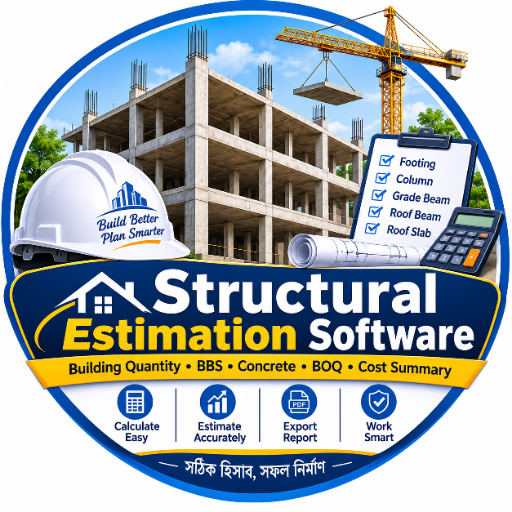 Build Better
Plan Smarter
Footing
Column
Grade Beam
Roof Beam
Roof Slab
Structural
Estimation Software
Building Quantity • BBS • Concrete • BOQ • Cost Summary
Calculate
Easy
Estimate
Accurately
PDF
Export
Report
Work
Smart
সঠিক হিসাব, সফল নির্মাণ